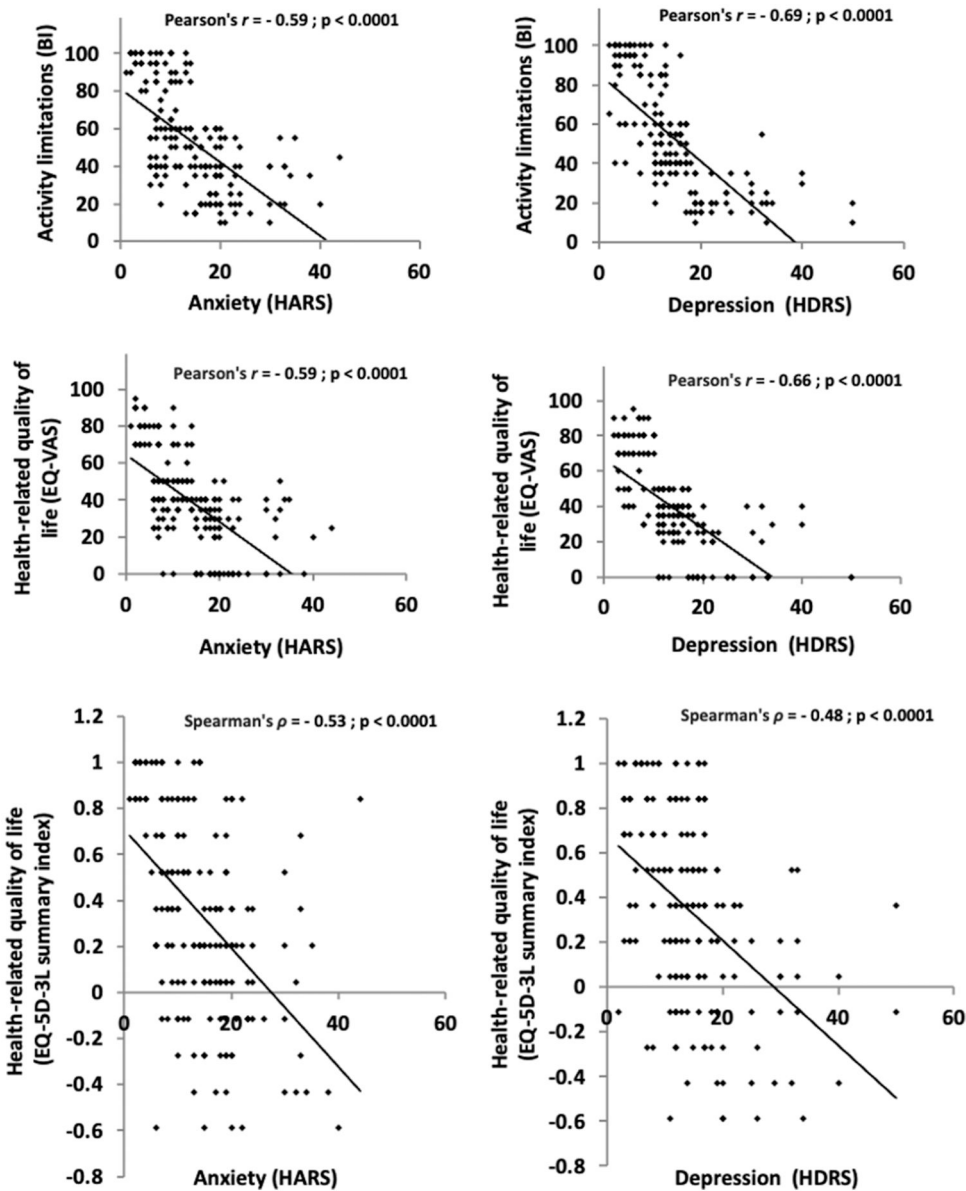 Pearson's r = - 0.59 ; p < 0.0001
Activity limitations (BI)
100
80
60
40
20
0
0 20 40 60
Anxiety (HARS)
Pearson's r = - 0.69 ; p < 0.0001
Activity limitations (BI)
100
80
60
40
20
0
0 20 40 60
Depression (HDRS)
Pearson's r = - 0.59 ; p < 0.0001
Health-related quality of
life (EQ-VAS)
100
80
60
40
20
0
0 20 40 60
Anxiety (HARS)
Pearson's r = - 0.66 ; p < 0.0001
Health-related quality of
life (EQ-VAS)
100
80
60
40
20
0
0 20 40 60
Depression (HDRS)
Spearman's ρ = - 0.53 ; p < 0.0001
Health-related quality of life
(EQ-5D-3L summary index)
1.2
1
0.8
0.6
0.4
0.2
0
-0.2
-0.4
-0.6
-0.8
0 20 40 60
Anxiety (HARS)
Spearman's ρ = - 0.48 ; p < 0.0001
Health-related quality of life
(EQ-5D-3L summary index)
1.2
1
0.8
0.6
0.4
0.2
0
-0.2
-0.4
-0.6
-0.8
0 20 40 60
Depression (HDRS)